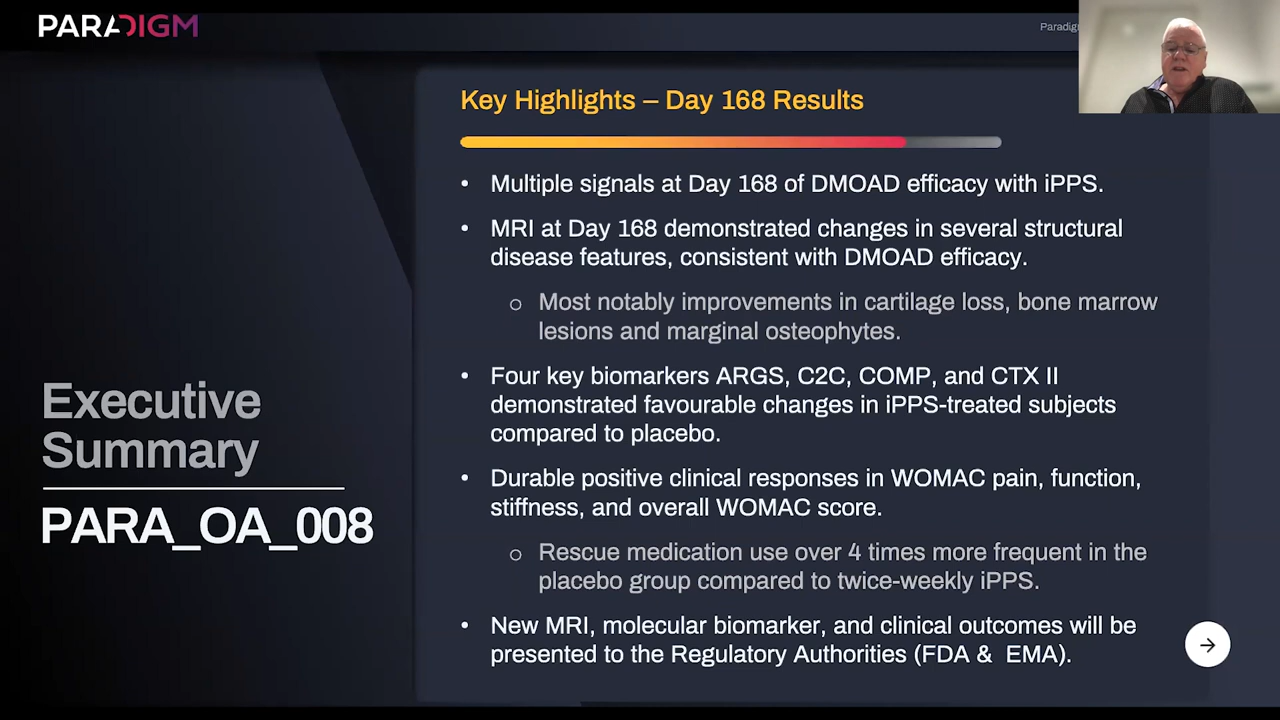 PARADIGM
Paradig
Key Highlights – Day 168 Results
• Multiple signals at Day 168 of DMOAD efficacy with iPPS.
• MRI at Day 168 demonstrated changes in several structural
disease features, consistent with DMOAD efficacy.
o Most notably improvements in cartilage loss, bone marrow
lesions and marginal osteophytes.
• Four key biomarkers ARGS, C2C, COMP, and CTX II
demonstrated favourable changes in iPPS-treated subjects
compared to placebo.
• Durable positive clinical responses in WOMAC pain, function,
stiffness, and overall WOMAC score.
o Rescue medication use over 4 times more frequent in the
placebo group compared to twice-weekly iPPS.
• New MRI, molecular biomarker, and clinical outcomes will be
presented to the Regulatory Authorities (FDA & EMA).
Executive
Summary
PARA_OA_008